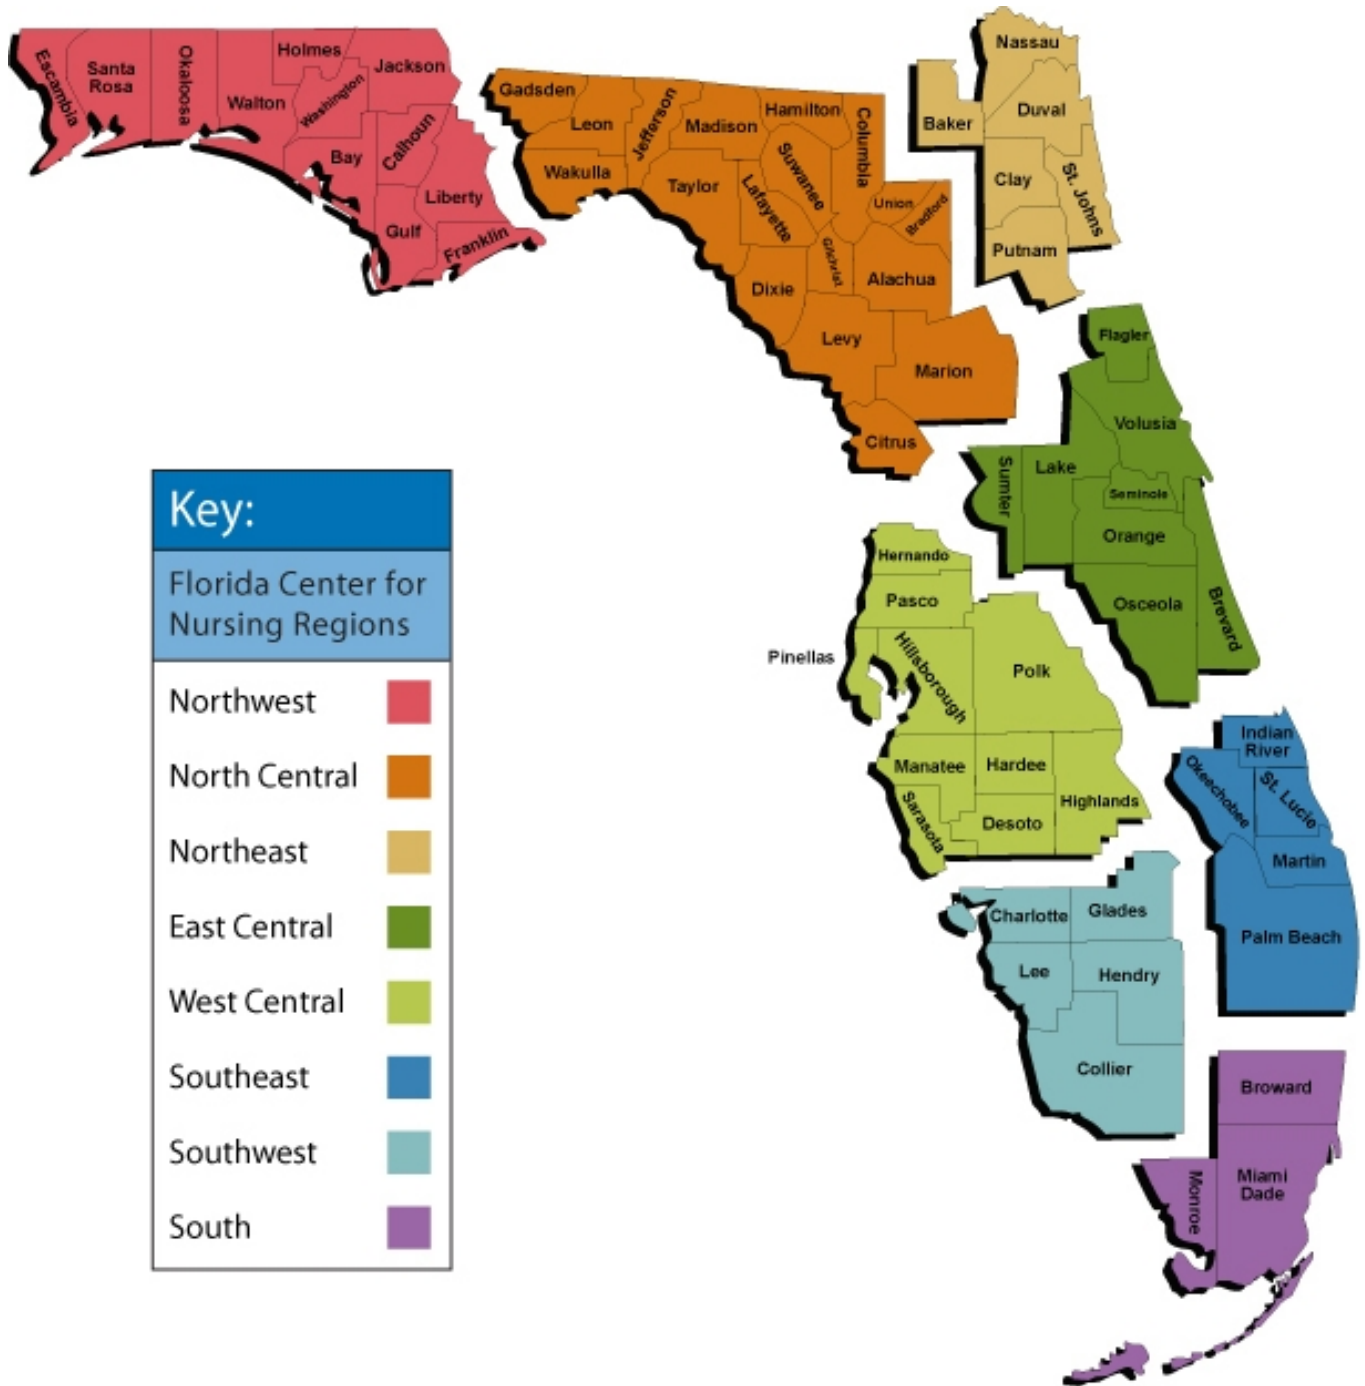 Escambia
Santa
Rosa
Okaloosa
Walton
Holmes
Washington
Jackson
Bay
Calhoun
Liberty
Gulf
Franklin
Gadsden
Leon
Wakulla
Jefferson
Madison
Taylor
Hamilton
Suwanee
Lafayette
Columbia
Union
Bradford
Gilchrist
Alachua
Dixie
Levy
Marion
Citrus
Nassau
Baker
Duval
Clay
St. Johns
Putnam
Flagler
Volusia
Sumter
Lake
Seminole
Orange
Osceola
Brevard
Hernando
Pasco
Pinellas
Hillsborough
Polk
Manatee
Hardee
Highlands
Sarasota
Desoto
Indian
River
Okeechobee
St. Lucie
Martin
Palm Beach
Charlotte
Glades
Lee
Hendry
Collier
Broward
Miami
Dade
Monroe
Key:
Florida Center for
Nursing Regions
Northwest
North Central
Northeast
East Central
West Central
Southeast
Southwest
South